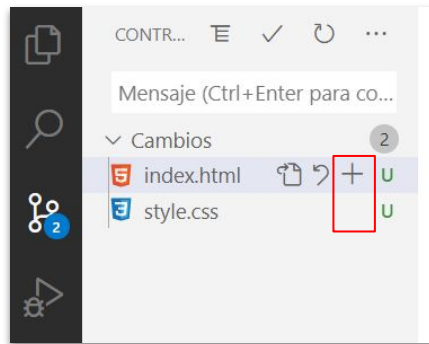 CONTR...
Mensaje (Ctrl+Enter para co...
Cambios 2
index.html U
style.css U
2